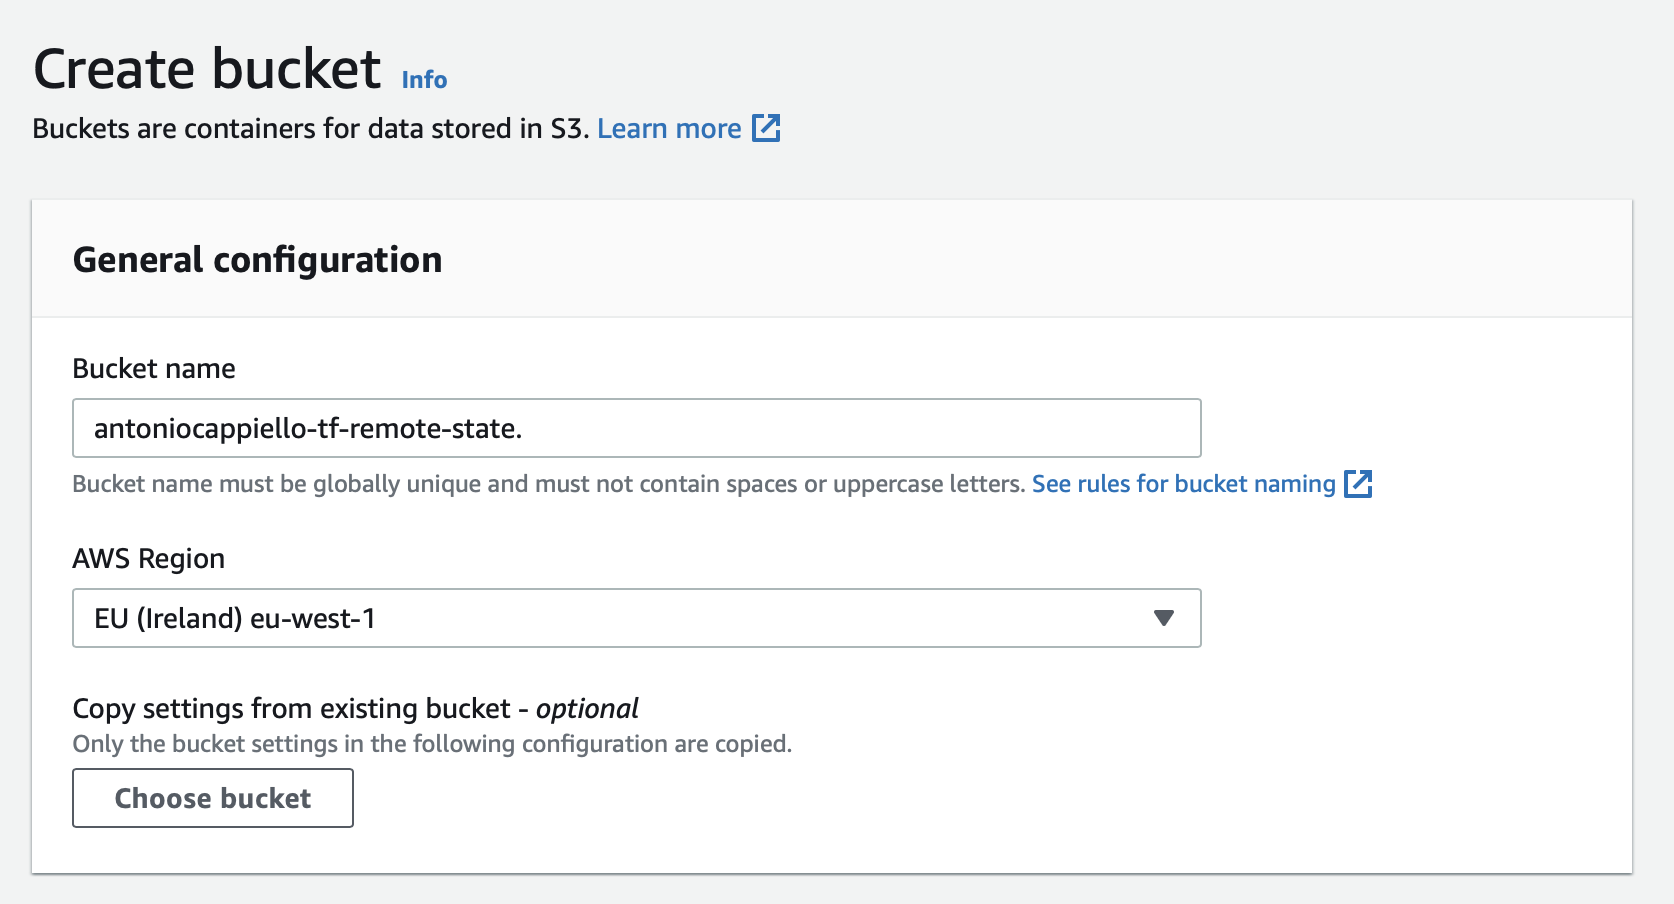 Create bucket Info
Buckets are containers for data stored in S3. Learn more
General configuration
Bucket name
antoniocappiello-tf-remote-state.
Bucket name must be globally unique and must not contain spaces or uppercase letters. See rules for bucket naming
AWS Region
EU (Ireland) eu-west-1
Copy settings from existing bucket - optional
Only the bucket settings in the following configuration are copied.
Choose bucket